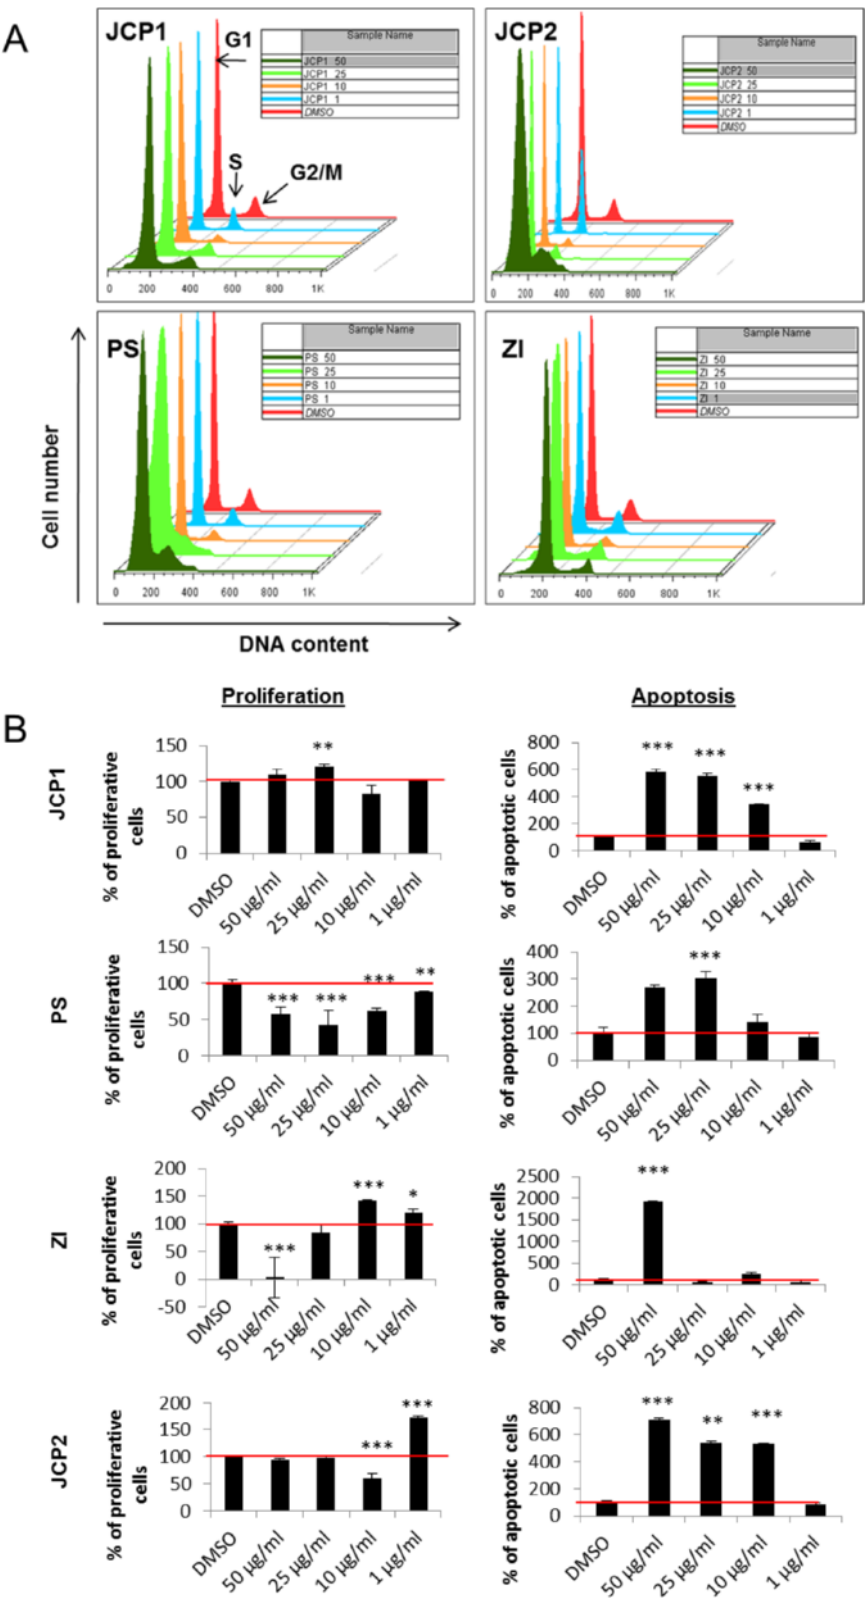 A
JCP1
G1
S
G2/M
Sample Name
JCP1 50
JCP1 25
JCP1 10
JCP1 1
DMSO
0 200 400 600 800 1K
JCP2
Sample Name
JCP2 50
JCP2 25
JCP2 10
JCP2 1
DMSO
0 200 400 600 800 1K
PS
Sample Name
PS 50
PS 25
PS 10
PS 1
DMSO
0 200 400 600 800 1K
ZI
Sample Name
ZI 50
ZI 25
ZI 10
ZI 1
DMSO
0 200 400 600 800 1K
Cell number
DNA content
B
Proliferation
Apoptosis
JCP1
% of proliferative
cells
150
100
50
0
**
DMSO
50 µg/ml
25 µg/ml
10 µg/ml
1 µg/ml
% of apoptotic cells
800
600
400
200
0
***
***
***
DMSO
50 µg/ml
25 µg/ml
10 µg/ml
1 µg/ml
PS
% of proliferative
cells
150
100
50
0
***
***
***
**
DMSO
50 µg/ml
25 µg/ml
10 µg/ml
1 µg/ml
% of apoptotic cells
400
300
200
100
0
***
DMSO
50 µg/ml
25 µg/ml
10 µg/ml
1 µg/ml
ZI
% of proliferative
cells
200
150
100
50
0
-50
***
***
*
DMSO
50 µg/ml
25 µg/ml
10 µg/ml
1 µg/ml
% of apoptotic cells
2500
2000
1500
1000
500
0
***
DMSO
50 µg/ml
25 µg/ml
10 µg/ml
1 µg/ml
JCP2
% of proliferative
cells
200
150
100
50
0
***
***
DMSO
50 µg/ml
25 µg/ml
10 µg/ml
1 µg/ml
% of apoptotic cells
800
600
400
200
0
***
**
***
DMSO
50 µg/ml
25 µg/ml
10 µg/ml
1 µg/ml